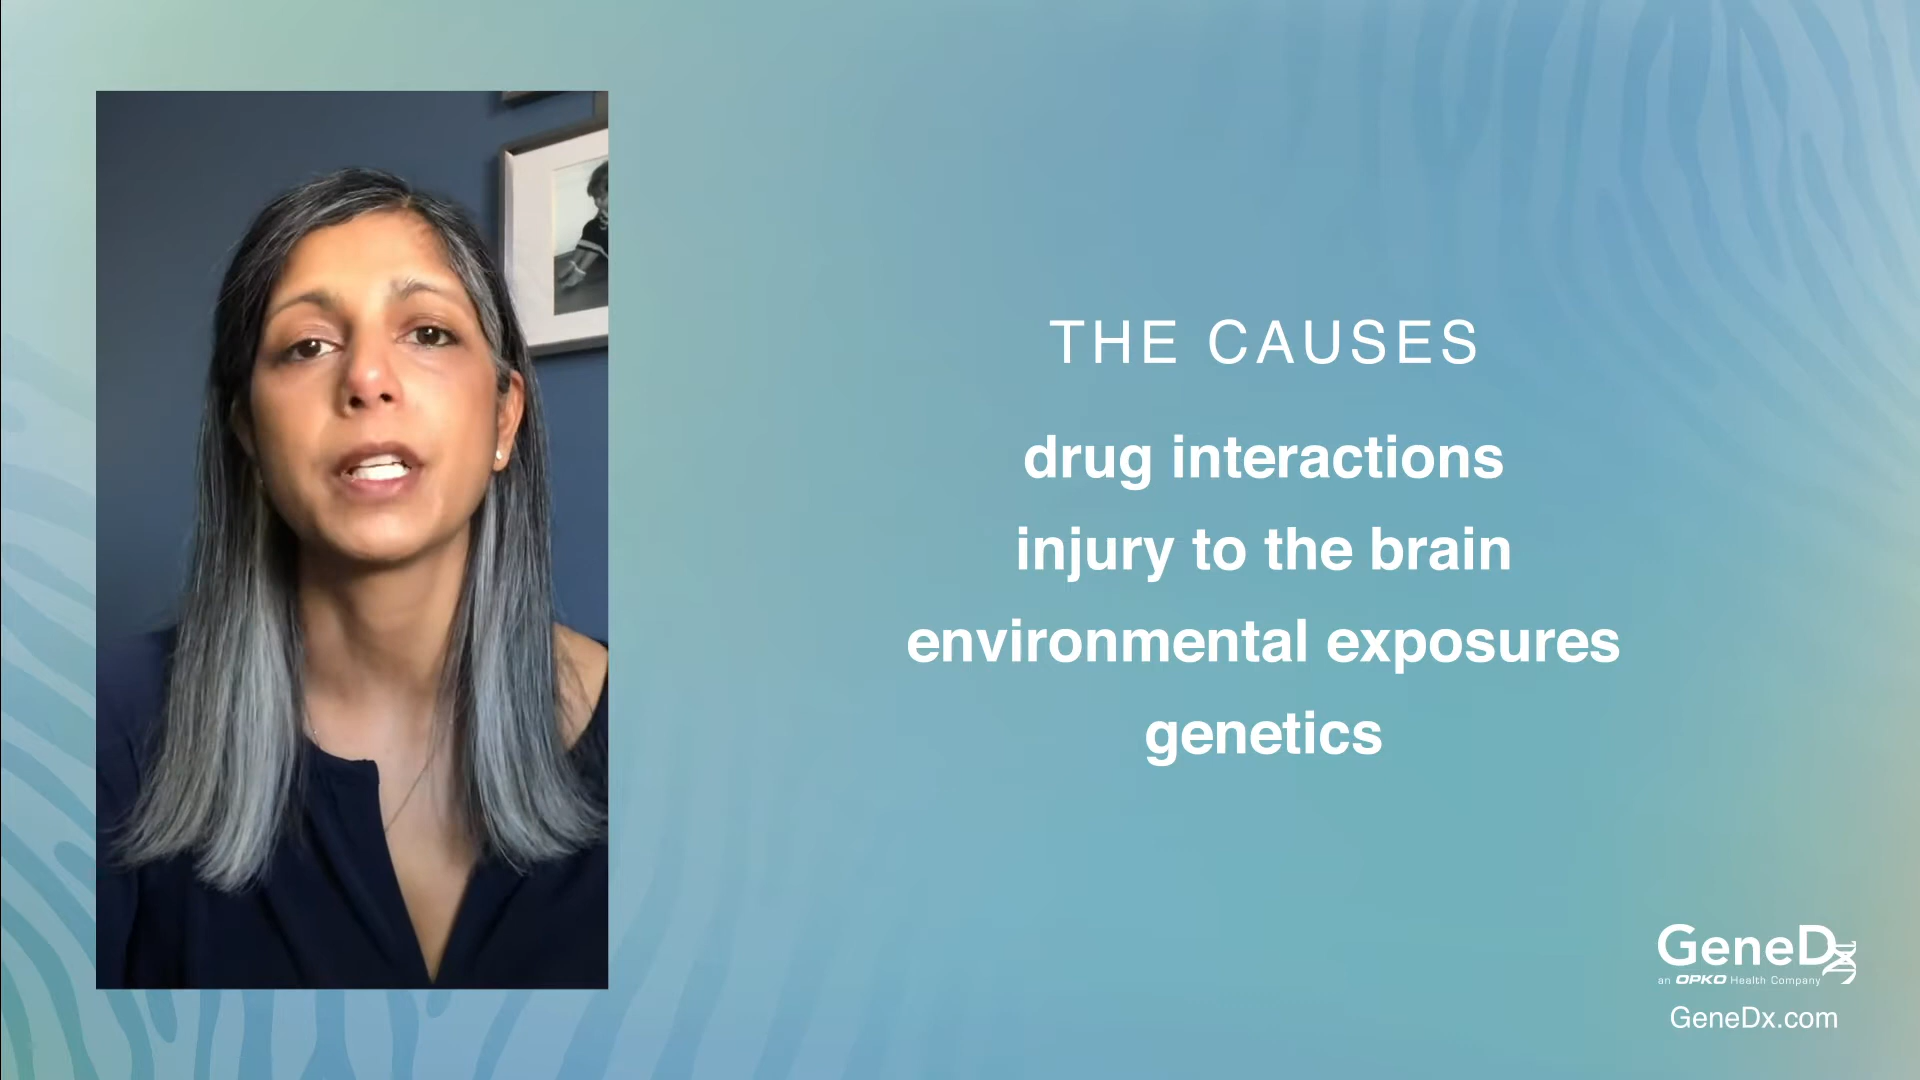 THE CAUSES
drug interactions
injury to the brain
environmental exposures
genetics
GeneDx
an OPKO Health Company
GeneDx.com